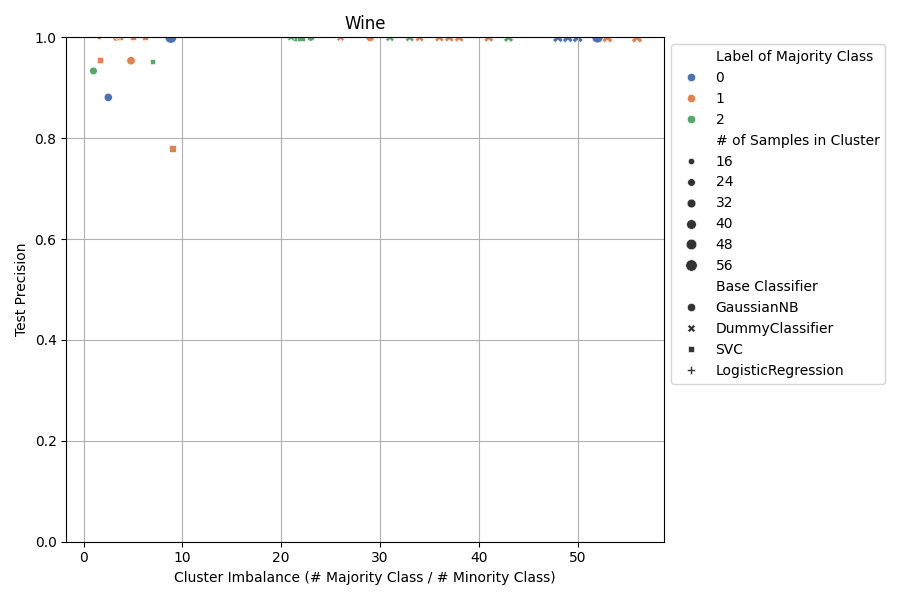 Wine
1.0
0.8
0.6
0.4
0.2
0.0
Test Precision
0
10
20
30
40
50
Cluster Imbalance (# Majority Class / # Minority Class)
Label of Majority Class
0
1
2
# of Samples in Cluster
16
24
32
40
48
56
Base Classifier
GaussianNB
DummyClassifier
SVC
LogisticRegression